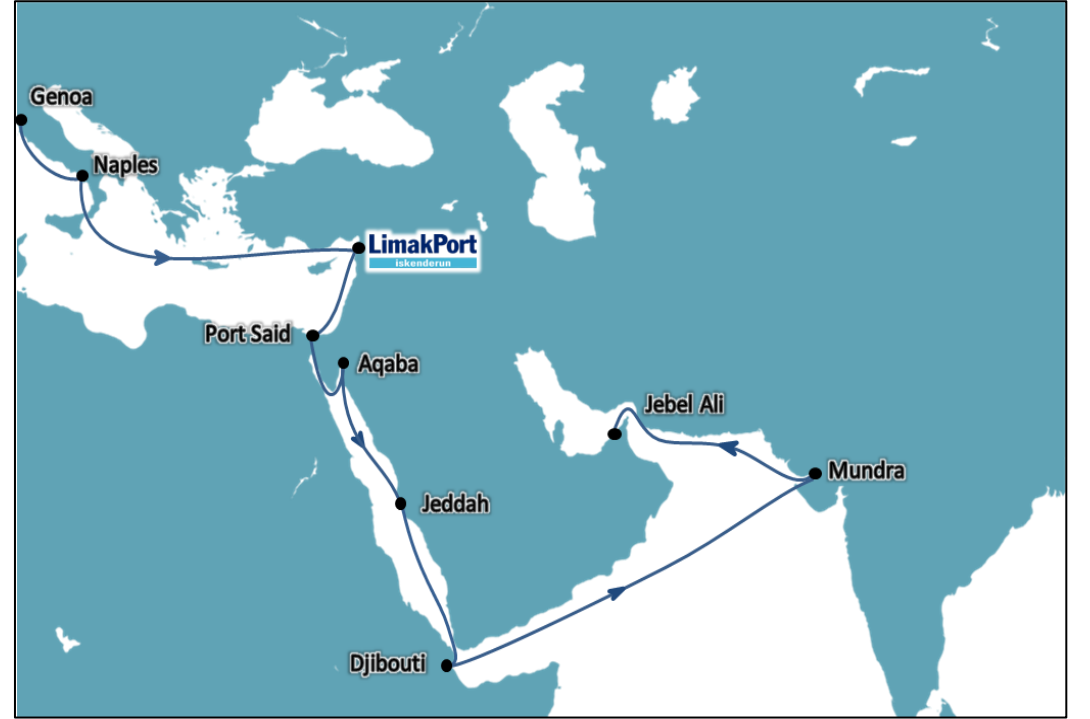 Genoa
Naples
LimakPort
iskenderun
Port Said
Aqaba
Jebel Ali
Mundra
Jeddah
Djibouti